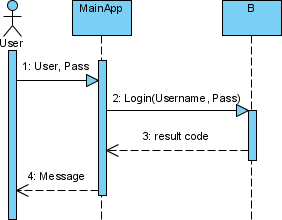 MainApp
B
User
1: User, Pass
2: Login(Username, Pass)
3: result code
4: Message